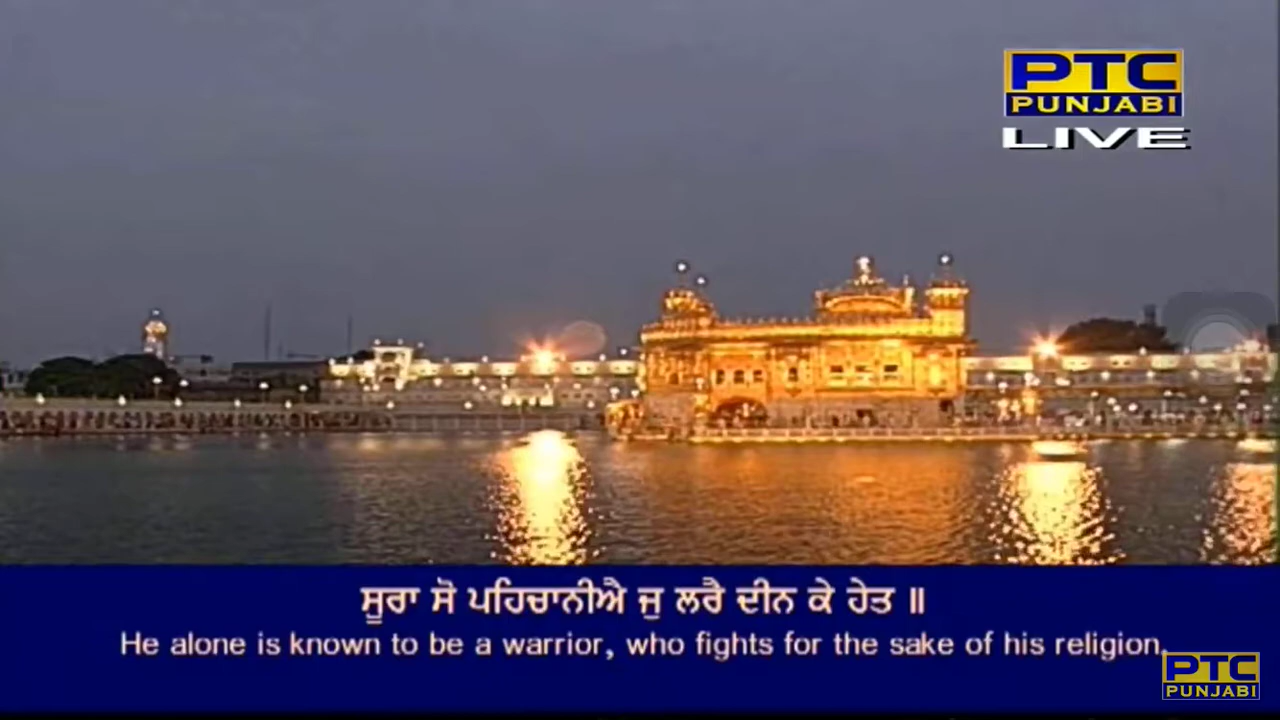 PTC
PUNJABI
LIVE
ਸੂਰਾ ਸੋ ਪਹਿਚਾਨੀਐ ਜੁ ਲਰੈ ਦੀਨ ਕੇ ਹੇਤ ॥
He alone is known to be a warrior, who fights for the sake of his religion.
PTC
PUNJABI